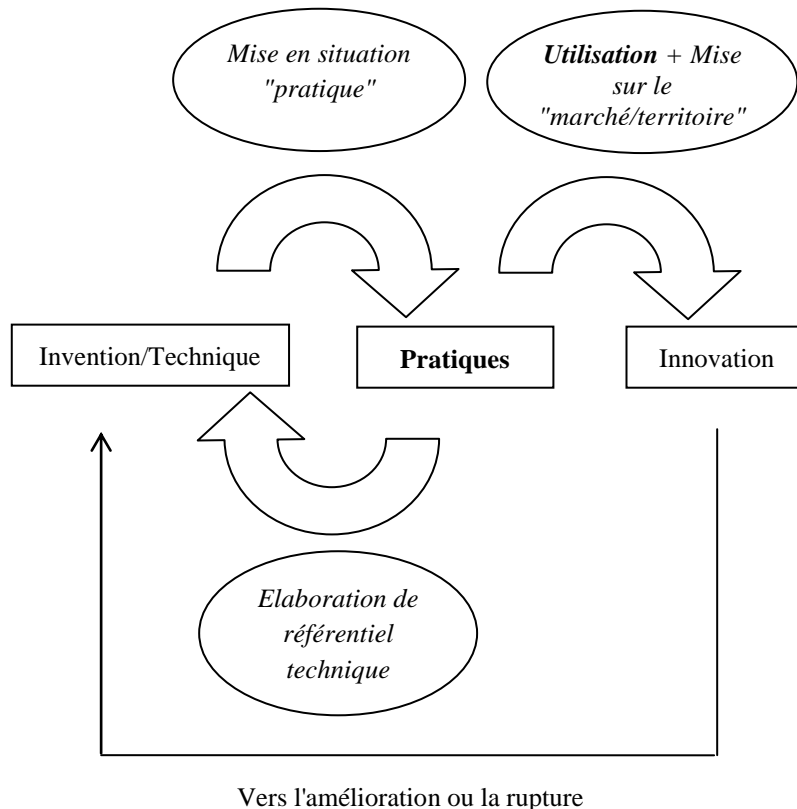 Mise en situation
"pratique"
Utilisation + Mise
sur le
"marché/territoire"
Invention/Technique
Pratiques
Innovation
Elaboration de
référentiel
technique
Vers l'amélioration ou la rupture